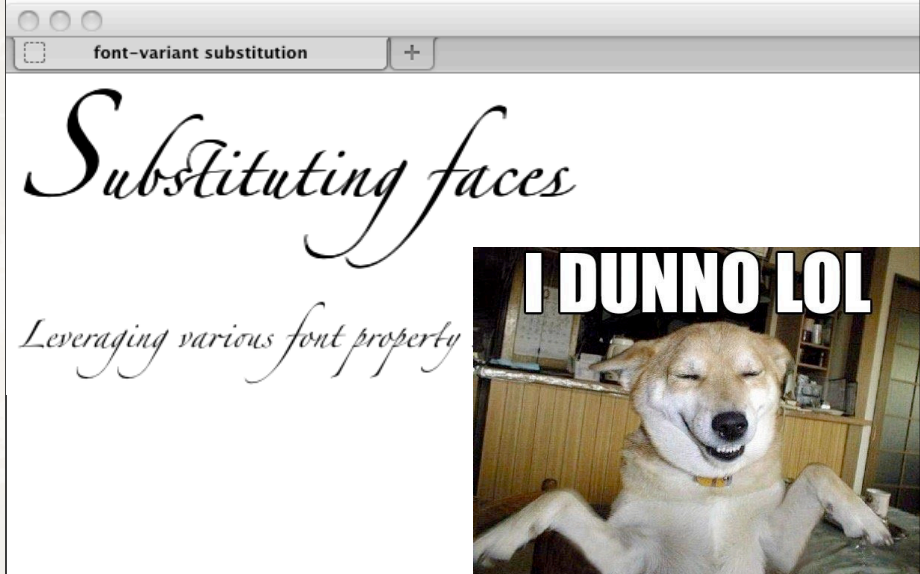 font-variant substitution
Substituting faces
Leveraging various font property
I DUNNO LOL